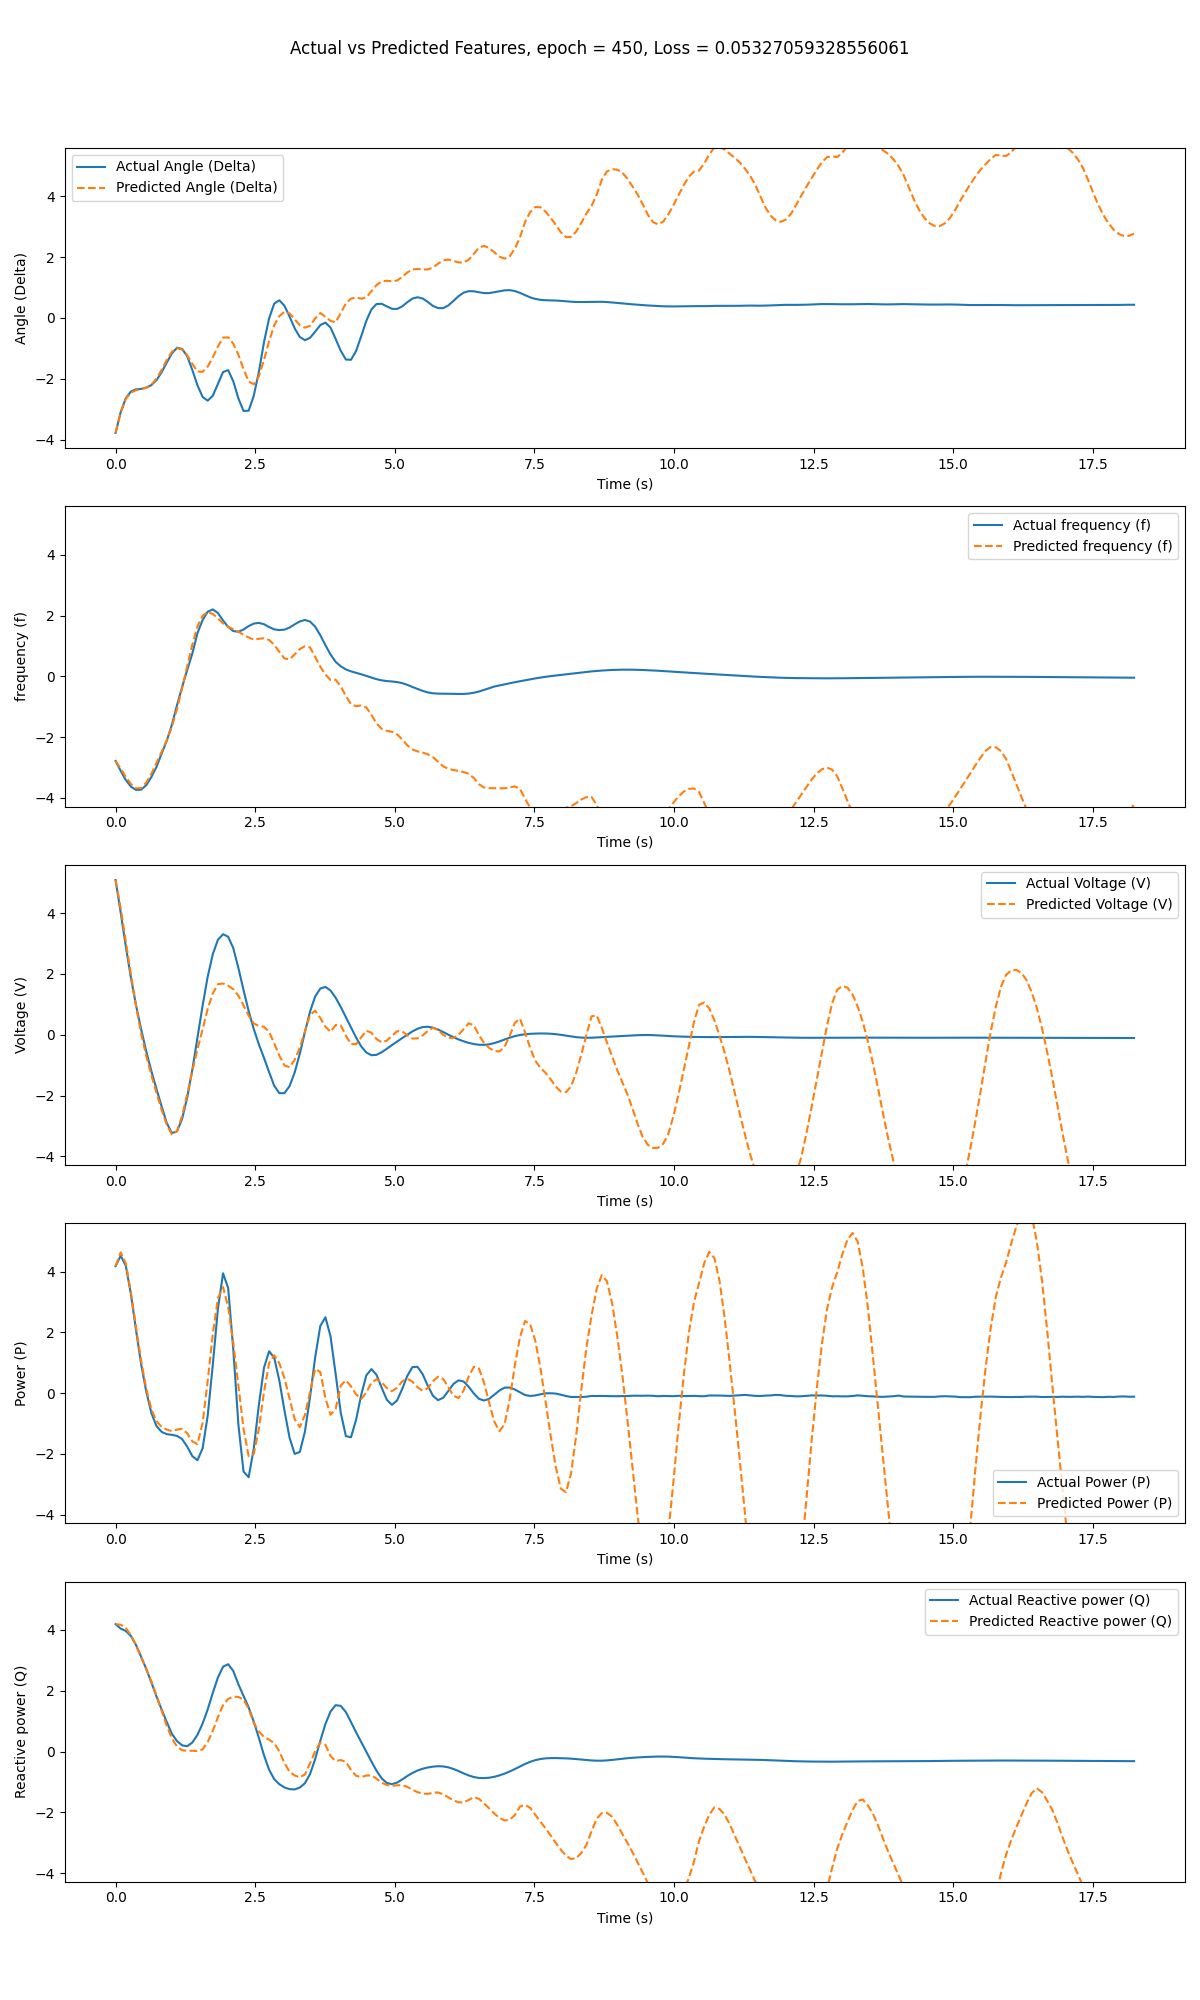 Actual vs Predicted Features, epoch = 450, Loss = 0.05327059328556061
Actual Angle (Delta)
Predicted Angle (Delta)
Angle (Delta)
4
2
0
−2
−4
0.0 2.5 5.0 7.5 10.0 12.5 15.0 17.5
Time (s)
Actual frequency (f)
Predicted frequency (f)
frequency (f)
4
2
0
−2
−4
0.0 2.5 5.0 7.5 10.0 12.5 15.0 17.5
Time (s)
Actual Voltage (V)
Predicted Voltage (V)
Voltage (V)
4
2
0
−2
−4
0.0 2.5 5.0 7.5 10.0 12.5 15.0 17.5
Time (s)
Power (P)
4
2
0
−2
−4
Actual Power (P)
Predicted Power (P)
0.0 2.5 5.0 7.5 10.0 12.5 15.0 17.5
Time (s)
Actual Reactive power (Q)
Predicted Reactive power (Q)
Reactive power (Q)
4
2
0
−2
−4
0.0 2.5 5.0 7.5 10.0 12.5 15.0 17.5
Time (s)